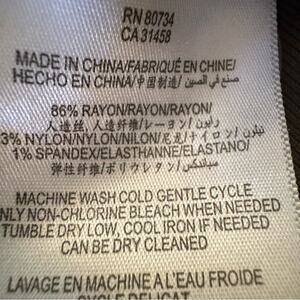 RN 80734
CA 31458
MADE IN CHINA/FABRIQUÉ EN CHINE/
HECHO EN CHINA/中国制造/ صنع في الصين
86% RAYON/RAYON/RAYON/
人造丝, 人造纤维/レーヨン/ رايون/
3% NYLON/NYLON/NILON/尼龙/ナイロン/ نيلون/
1% SPANDEX/ELASTHANNE/ELASTANO/
弹性纤维/ポリウレタン/ سباندكس
MACHINE WASH COLD GENTLE CYCLE
NLY NON-CHLORINE BLEACH WHEN NEEDED
TUMBLE DRY LOW, COOL IRON IF NEEDED
CAN BE DRY CLEANED
LAVAGE EN MACHINE A L'EAU FROIDE
CYCLE DELICAT